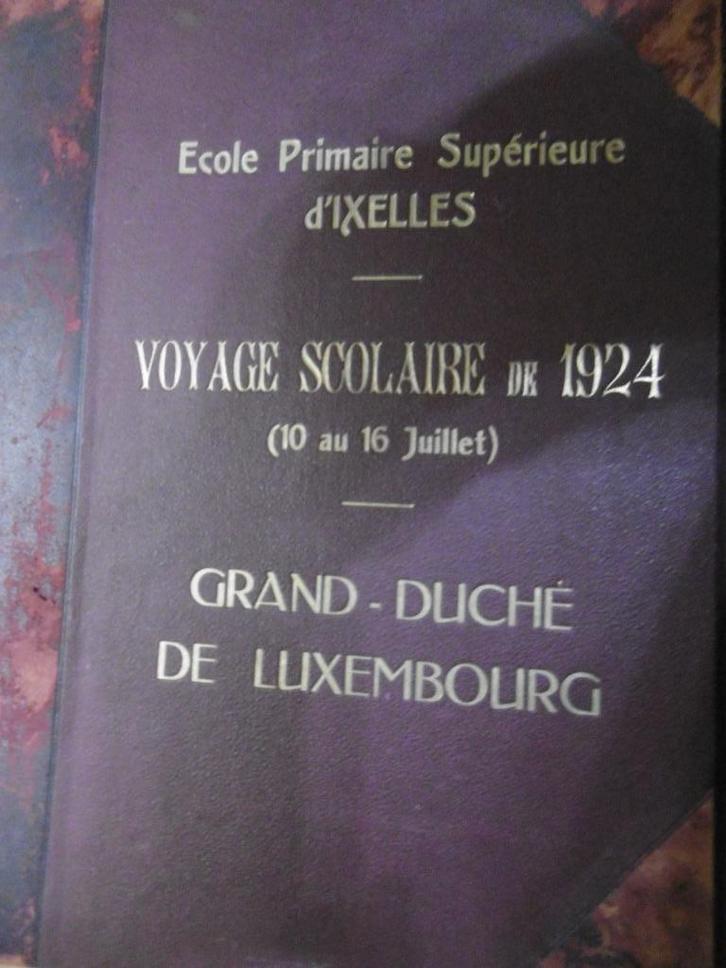 Ecole Primaire Supérieure
d'IXELLES
VOYAGE SCOLAIRE DE 1924
(10 au 16 Juillet)
GRAND-DUCHÉ
DE LUXEMBOURG